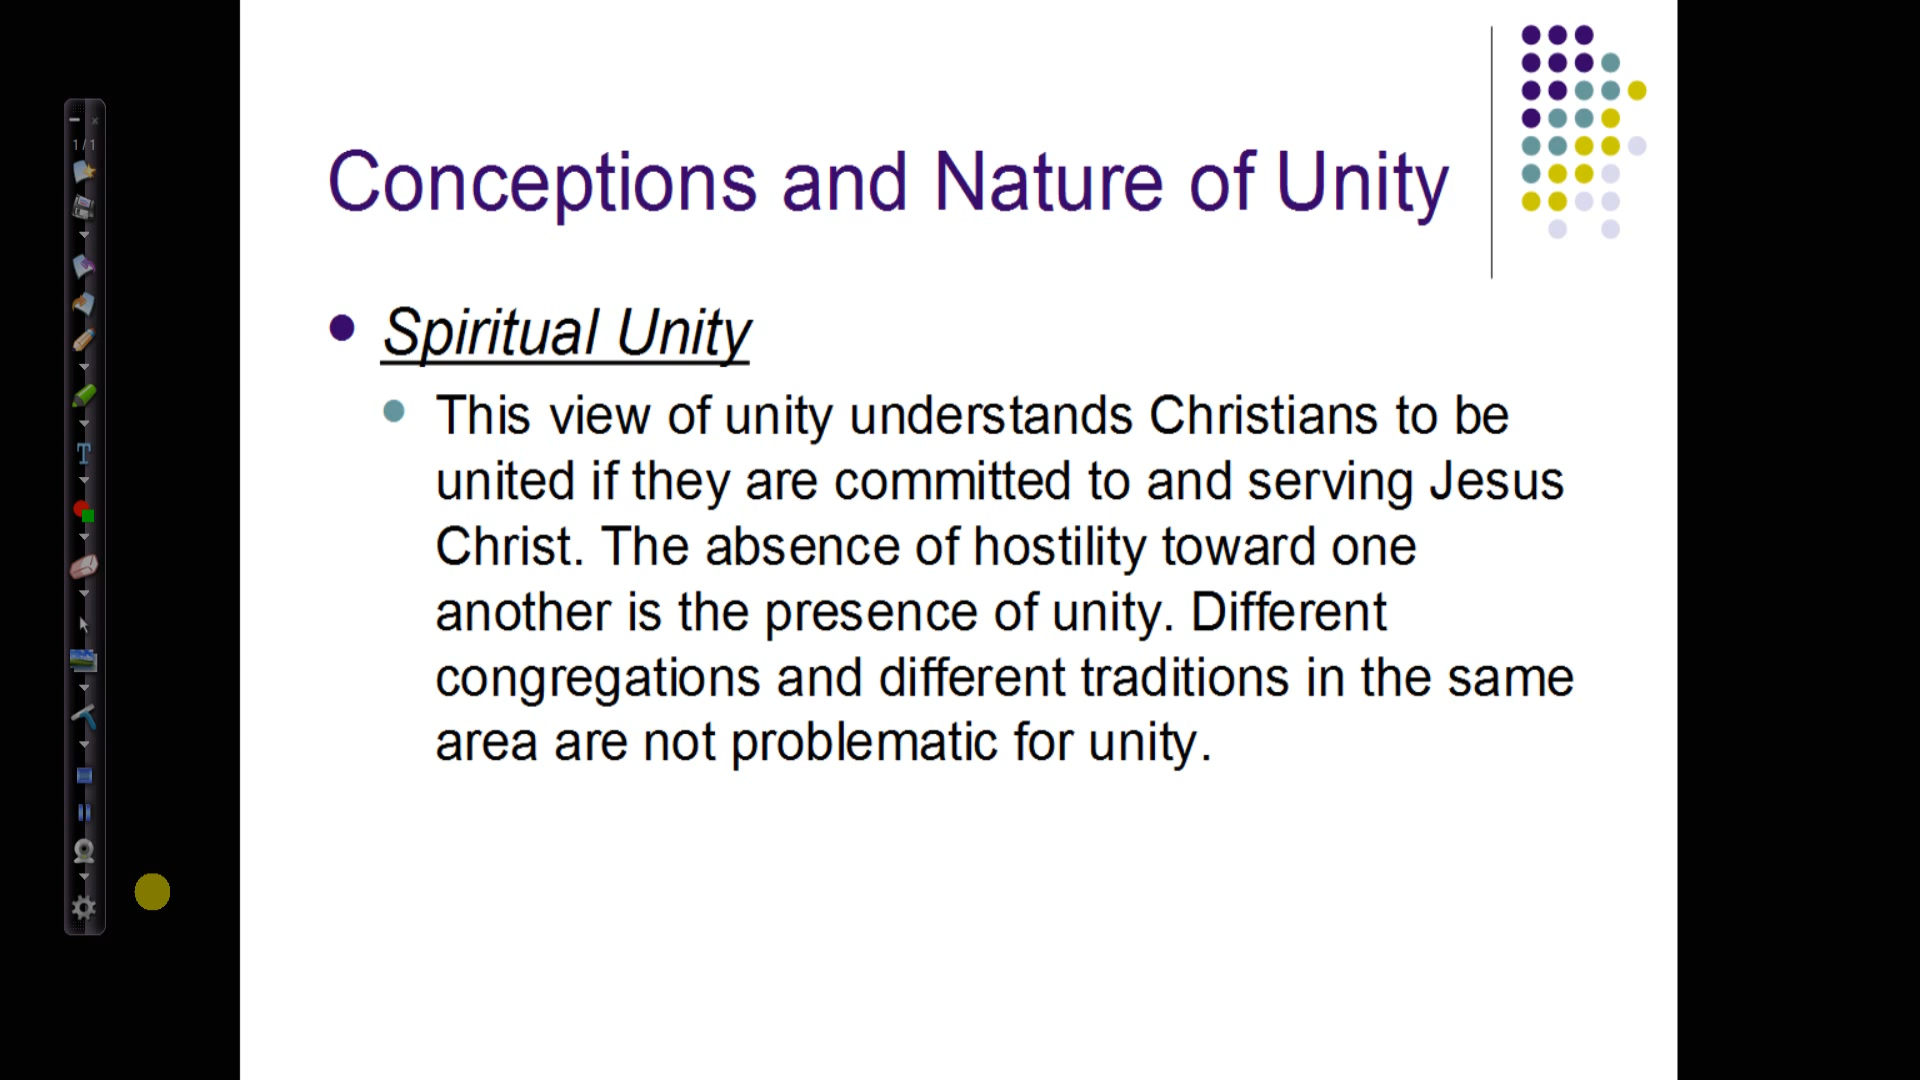 Conceptions and Nature of Unity
Spiritual Unity
This view of unity understands Christians to be
united if they are committed to and serving Jesus
Christ. The absence of hostility toward one
another is the presence of unity. Different
congregations and different traditions in the same
area are not problematic for unity.
1/1
T